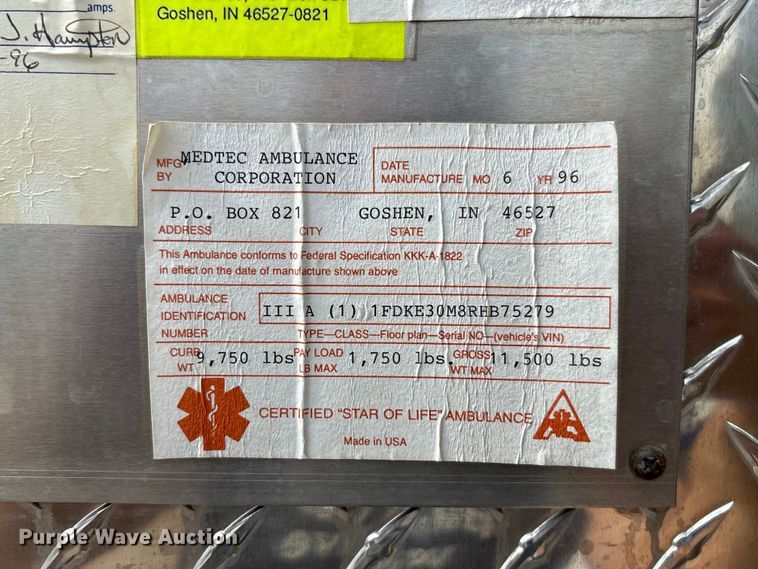 amps.
J. Hampton
-96
Goshen, IN 46527-0821
MFG BY MEDTEC AMBULANCE CORPORATION
DATE MANUFACTURE MO 6 YR 96
P.O. BOX 821 GOSHEN, IN 46527
ADDRESS CITY STATE ZIP
This Ambulance conforms to Federal Specification KKK-A-1822
in effect on the date of manufacture shown above
AMBULANCE
IDENTIFICATION III A (1) 1FDKE30M8RHB75279
NUMBER TYPE—CLASS—Floor plan—Serial NO—(vehicle's VIN)
CURB WT 9,750 lbs PAY LOAD LB MAX 1,750 lbs. GROSS WT MAX 11,500 lbs
CERTIFIED "STAR OF LIFE" AMBULANCE
Made in USA
Purple Wave Auction